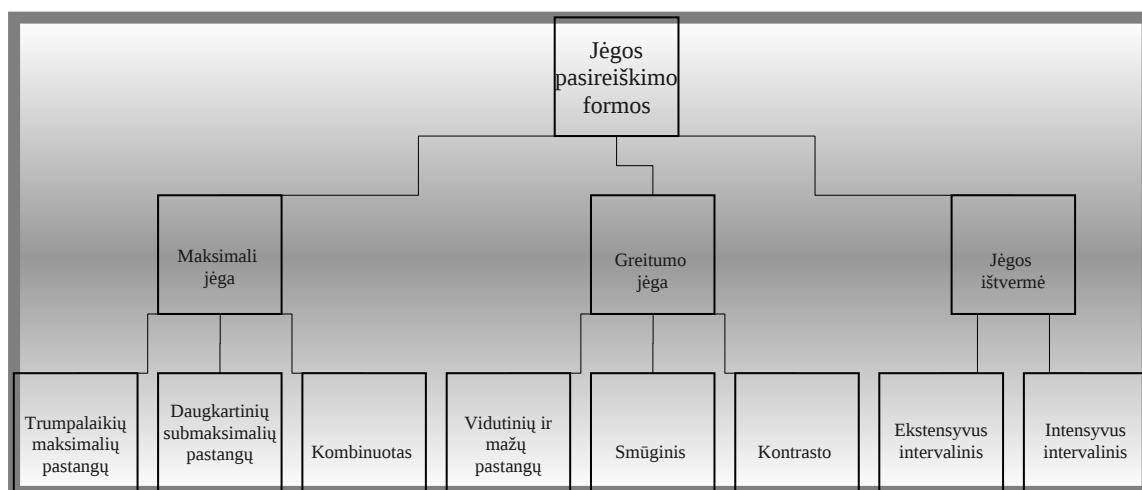 Jėgos
pasireiškimo
formos
Maksimali
jėga
Greitumo
jėga
Jėgos
ištvermė
Trumpalaikių
maksimalių
pastangų
Daugkartinių
submaksimalių
pastangų
Kombinuotas
Vidutinių ir
mažų
pastangų
Smūginis
Kontrasto
Ekstensyvus
intervalinis
Intensyvus
intervalinis